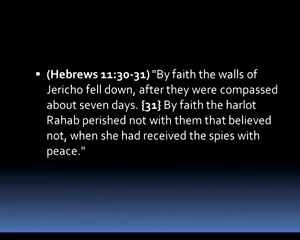 (Hebrews 11:30-31) "By faith the walls of
Jericho fell down, after they were compassed
about seven days. {31} By faith the harlot
Rahab perished not with them that believed
not, when she had received the spies with
peace."